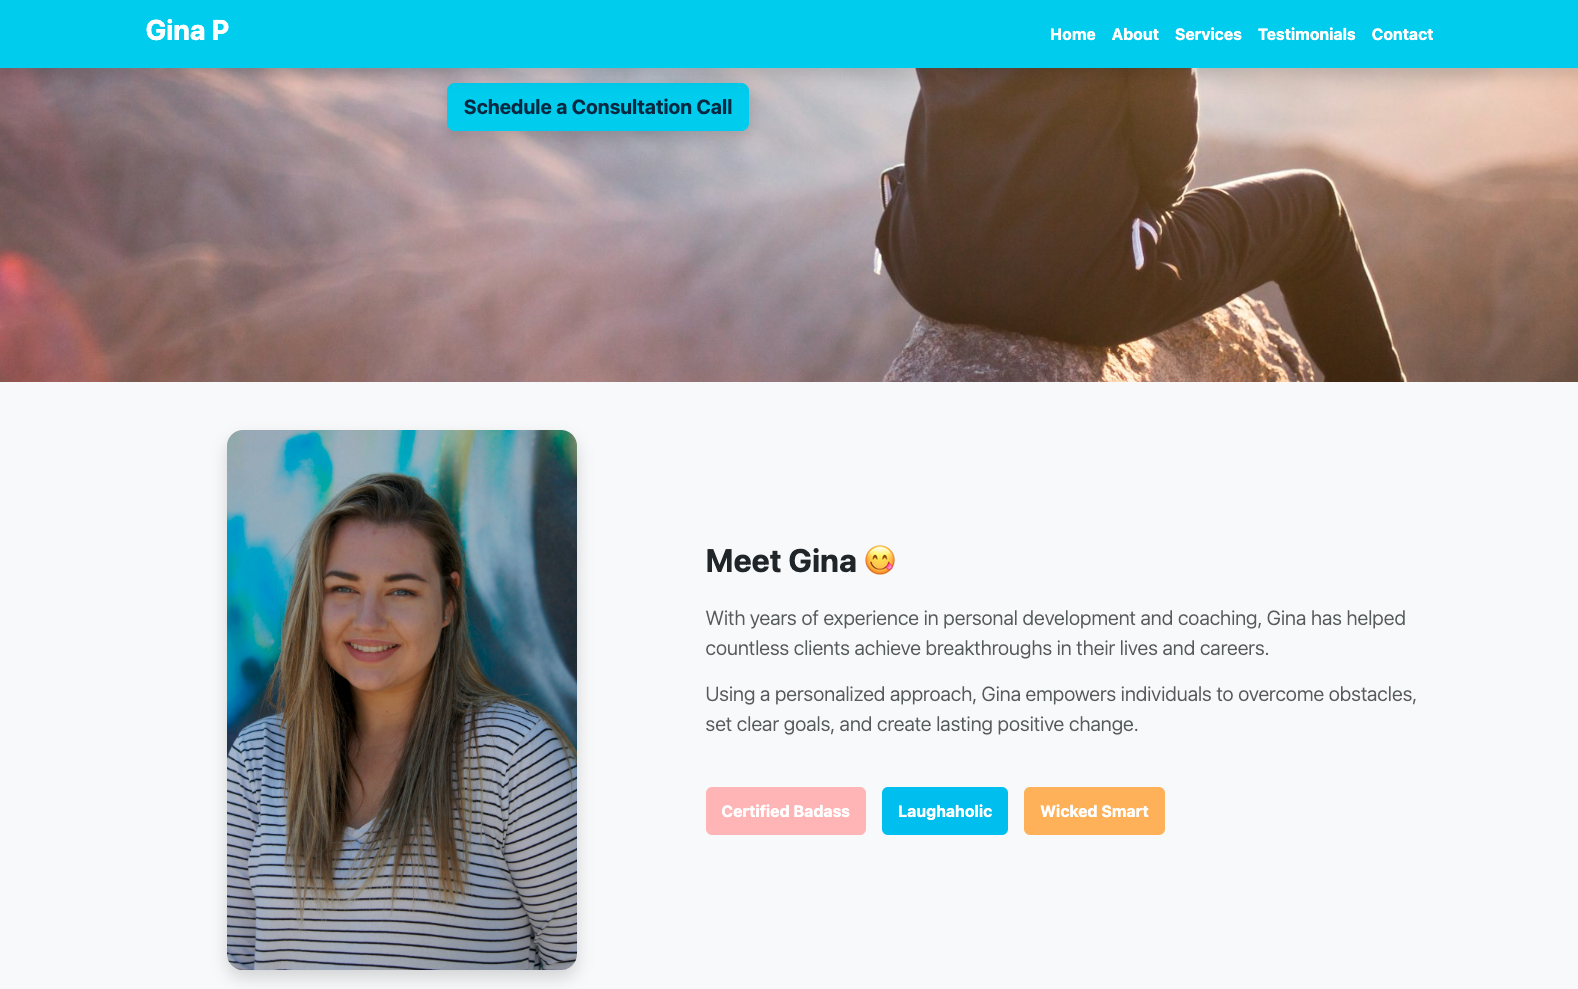 Gina P
Home About Services Testimonials Contact
Schedule a Consultation Call
Meet Gina 😋
With years of experience in personal development and coaching, Gina has helped
countless clients achieve breakthroughs in their lives and careers.
Using a personalized approach, Gina empowers individuals to overcome obstacles,
set clear goals, and create lasting positive change.
Certified Badass
Laughaholic
Wicked Smart